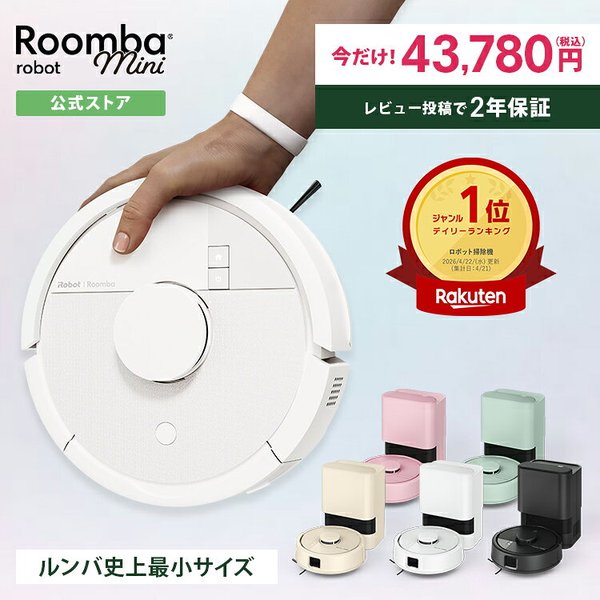 Roomba®
robot mini
公式ストア
今だけ! 43,780円(税込)
レビュー投稿で2年保証
ジャンル1位
デイリーランキング
ロボット掃除機
2026/4/22(水)更新
(集計日:4/21)
Rakuten
iRobot | Roomba
ルンバ史上最小サイズ